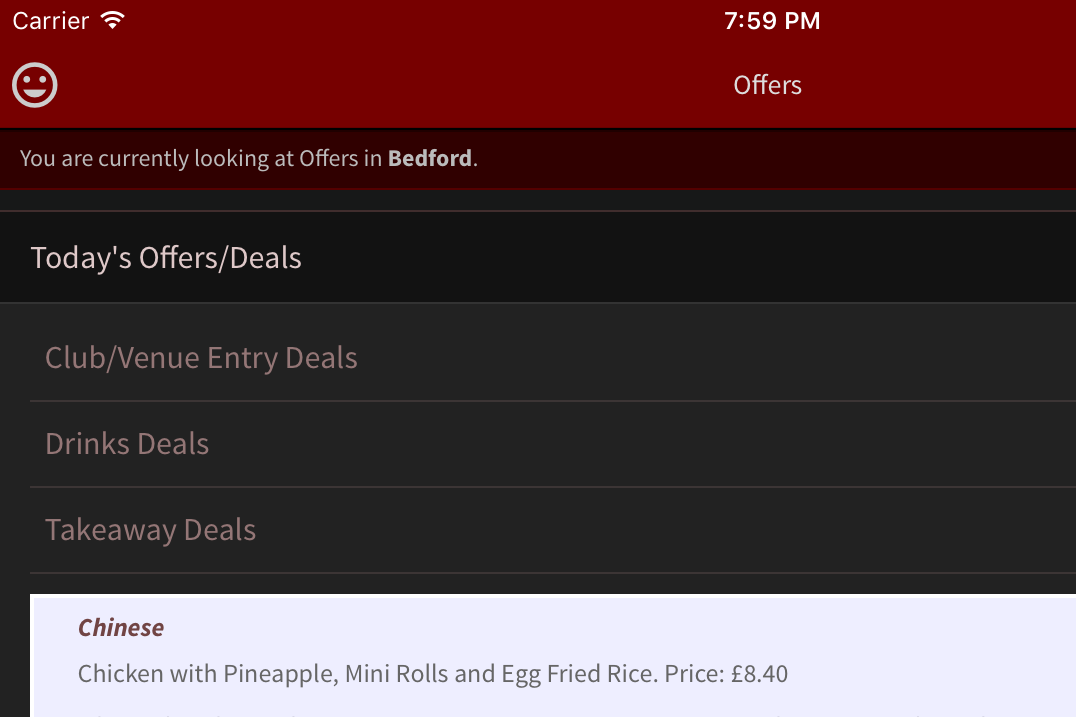 Carrier
7:59 PM
Offers
You are currently looking at Offers in Bedford.
Today's Offers/Deals
Club/Venue Entry Deals
Drinks Deals
Takeaway Deals
Chinese
Chicken with Pineapple, Mini Rolls and Egg Fried Rice. Price: £8.40